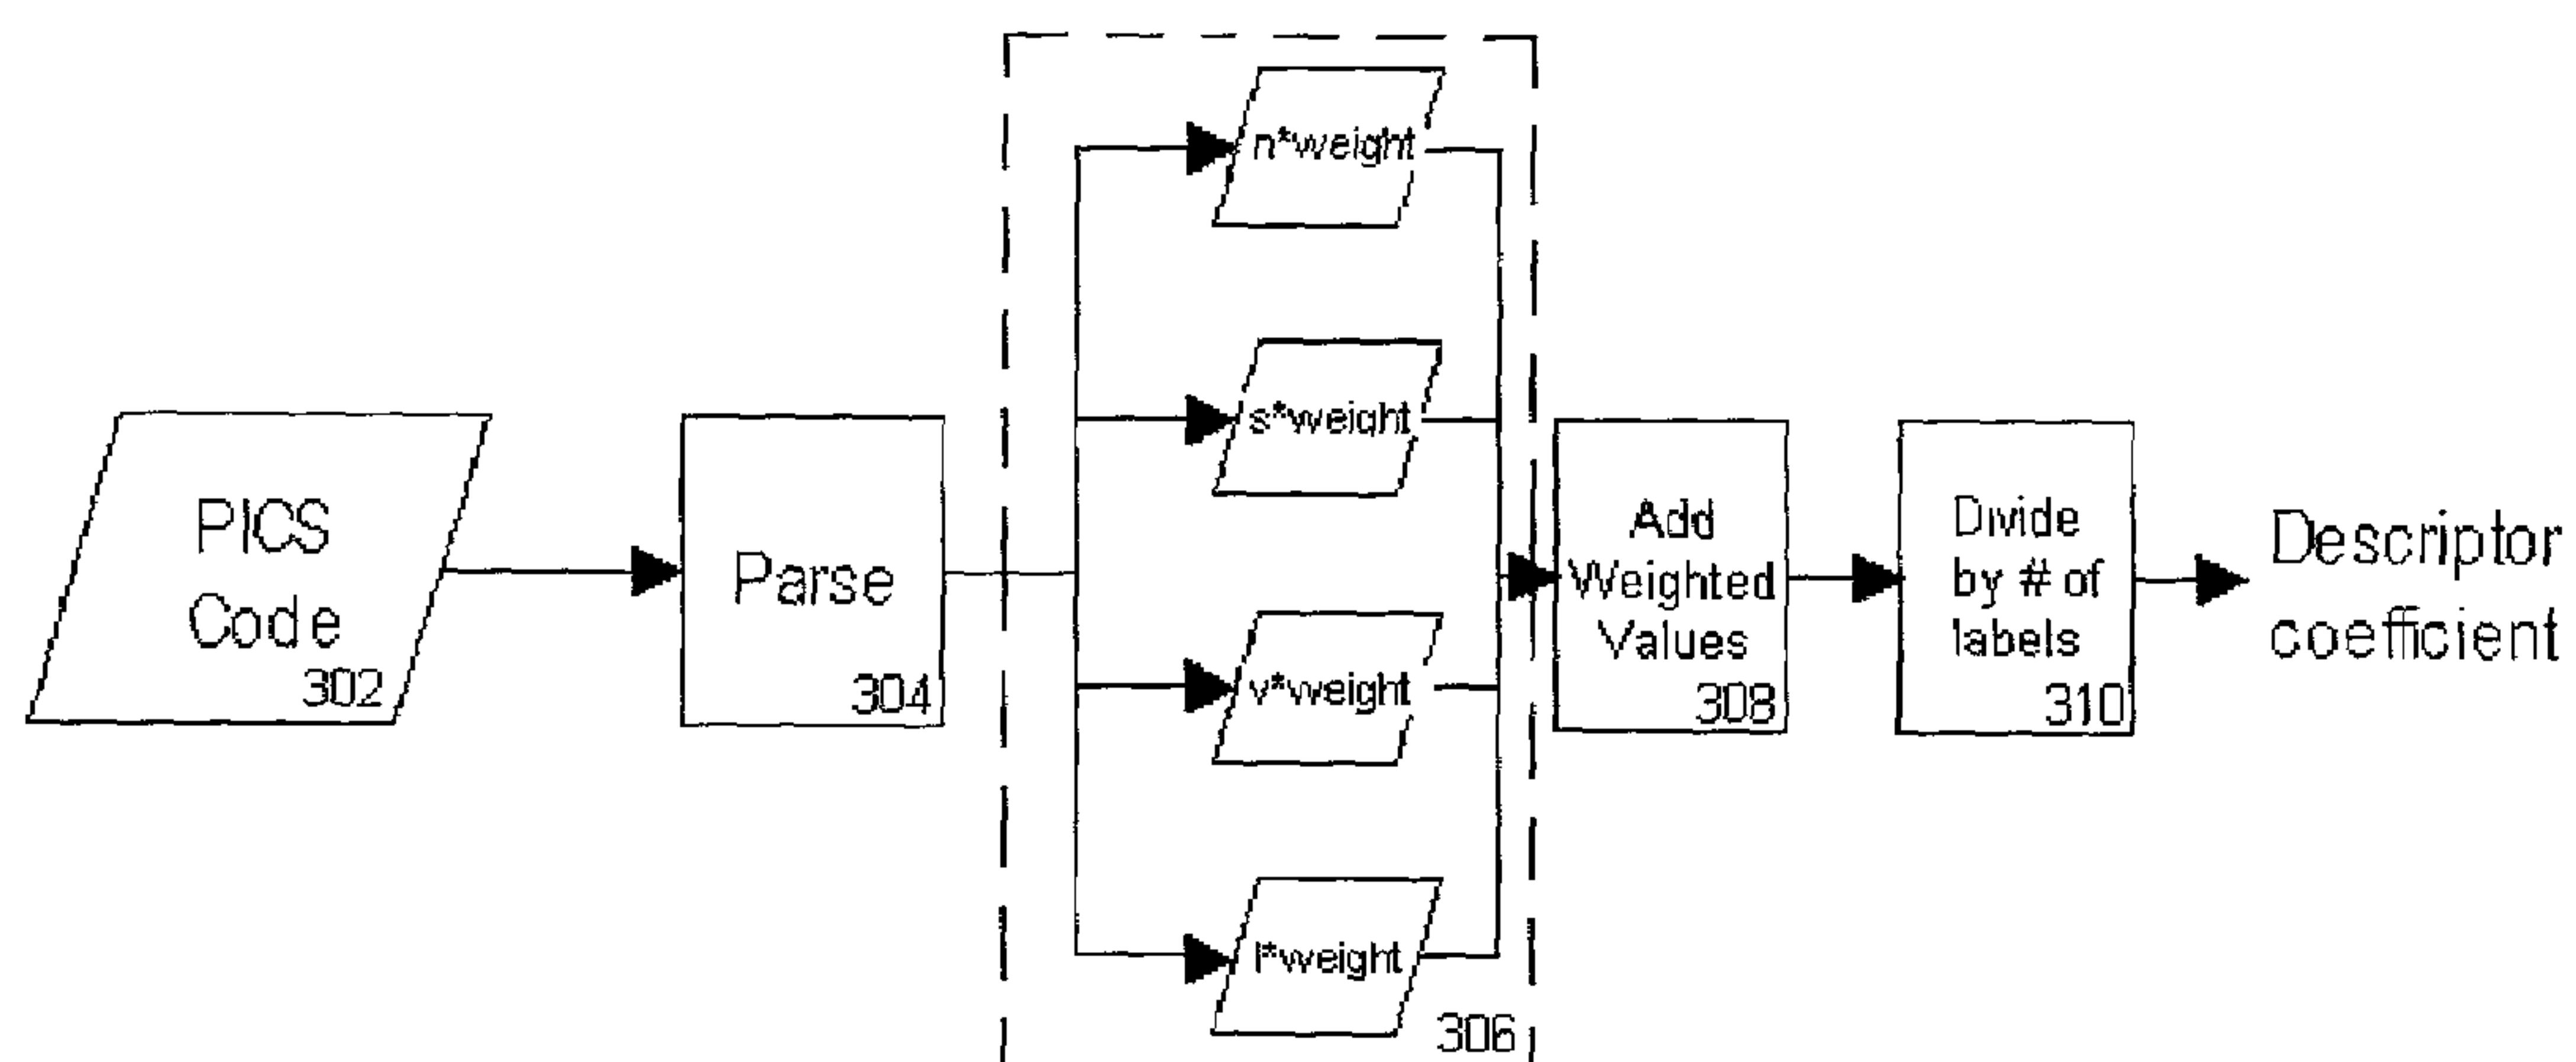 PICS
Code
302
Parse
304
n*weight
s*weight
v*weight
l*weight
306
Add
Weighted
Values
308
Divide
by # of
labels
310
Descriptor
coefficient